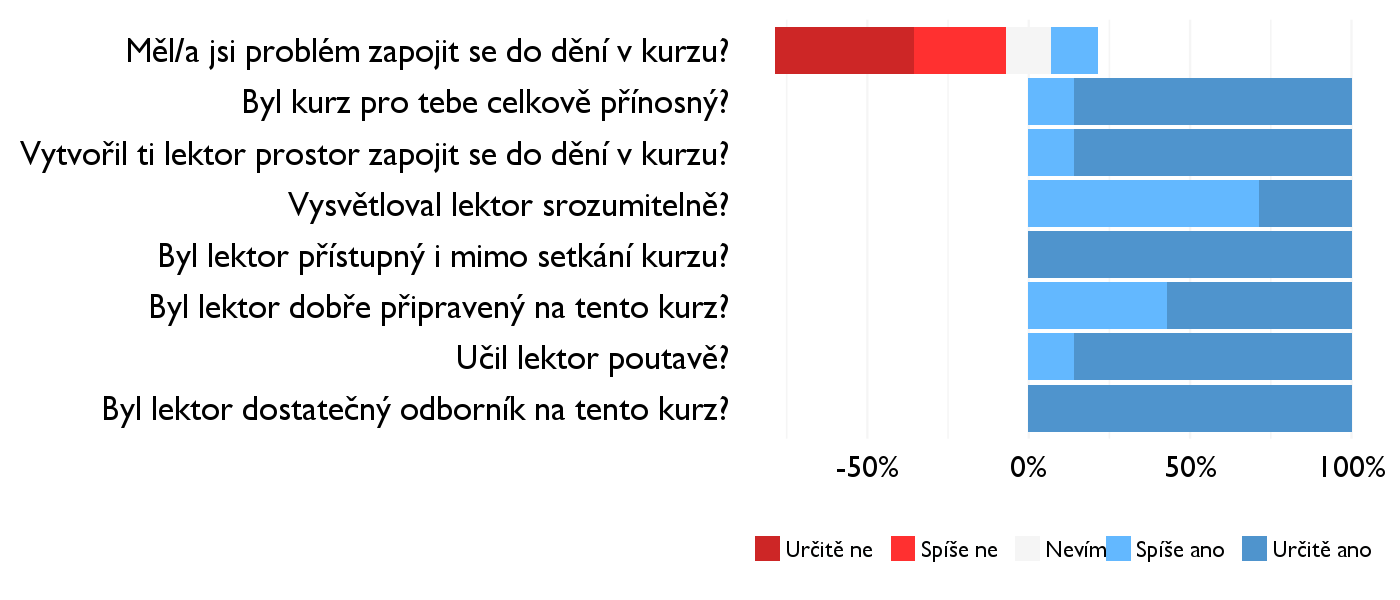 Měl/a jsi problém zapojit se do dění v kurzu?
Byl kurz pro tebe celkově přínosný?
Vytvořil ti lektor prostor zapojit se do dění v kurzu?
Vysvětloval lektor srozumitelně?
Byl lektor přístupný i mimo setkání kurzu?
Byl lektor dobře připravený na tento kurz?
Učil lektor poutavě?
Byl lektor dostatečný odborník na tento kurz?
-50% 0% 50% 100%
Určitě ne Spíše ne Nevím Spíše ano Určitě ano